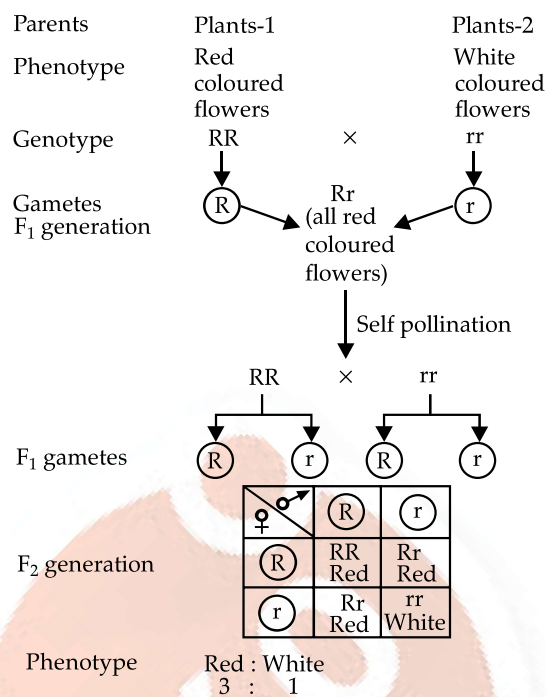 Parents Plants-1 Plants-2
Phenotype Red coloured flowers White coloured flowers
Genotype RR × rr
Gametes R Rr r
F₁ generation (all red coloured flowers)
Self pollination
RR × rr
F₁ gametes R r R r
♀ ♂ R r
F₂ generation R RR Red Rr Red
r Rr Red rr White
Phenotype Red : White
3 : 1